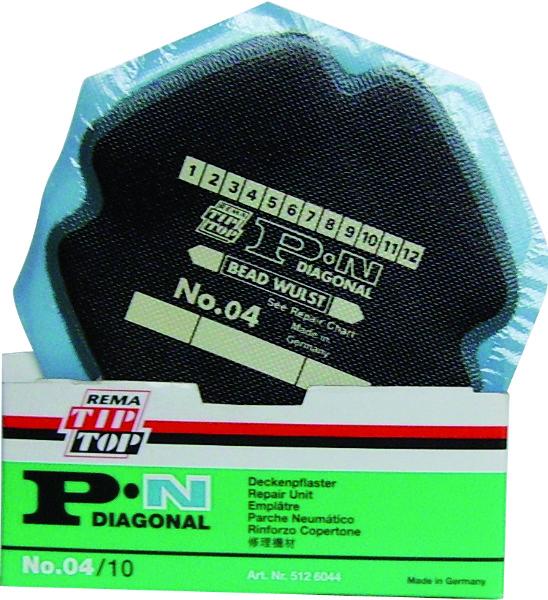 1 2 3 4 5 6 7 8 9 10 11 12
REMA
TIP
TOP
P·N
DIAGONAL
BEAD WULST
No.04
See Repair Chart
Made in
Germany
REMA
TIP
TOP
P·N
DIAGONAL
Deckenpflaster
Repair Unit
Emplâtre
Parche Neumático
Rinforzo Copertone
修理機材
No.04/10
Art. Nr. 512 6044
Made in Germany